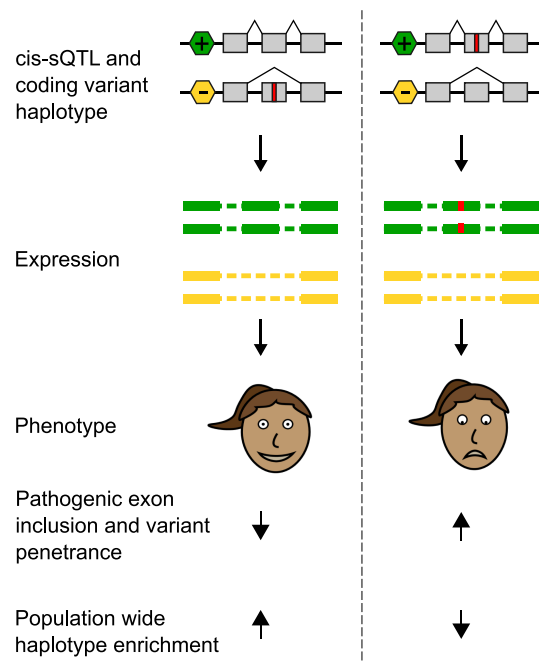 cis-sQTL and
coding variant
haplotype
+
-
+
-
Expression
Phenotype
Pathogenic exon
inclusion and variant
penetrance
Population wide
haplotype enrichment